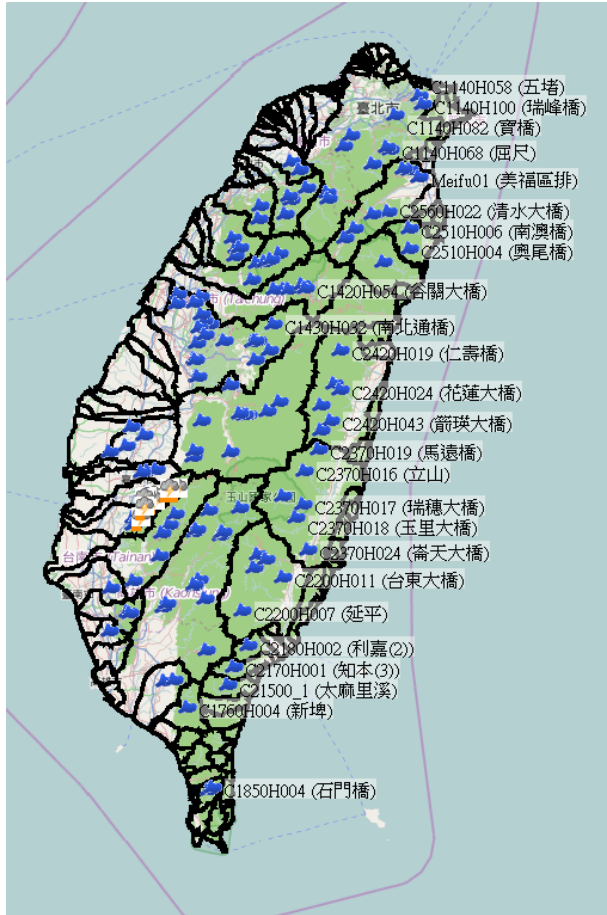 C1140H058 (五堵)
臺北市
C1140H100 (瑞峰橋)
C1140H082 (寶橋)
C1140H068 (屈尺)
Meifu01 (美福區排)
C2560H022 (清水大橋)
C2510H006 (南澳橋)
C2510H004 (奧尾橋)
C1420H054 (谷關大橋)
市 (Taichung)
C1430H032 (南北通橋)
C2420H019 (仁壽橋)
C2420H024 (花蓮大橋)
C2420H043 (箭瑛大橋)
C2370H019 (馬遠橋)
C2370H016 (立山)
C2370H017 (瑞穗大橋)
C2370H018 (玉里大橋)
台南市 (Tainan)
C2370H024 (崙天大橋)
C2200H011 (台東大橋)
市 (Kaohsiung)
C2200H007 (延平)
C2180H002 (利嘉(2))
C2170H001 (知本(3))
C21500_1 (太麻里溪)
C1760H004 (新埤)
C1850H004 (石門橋)